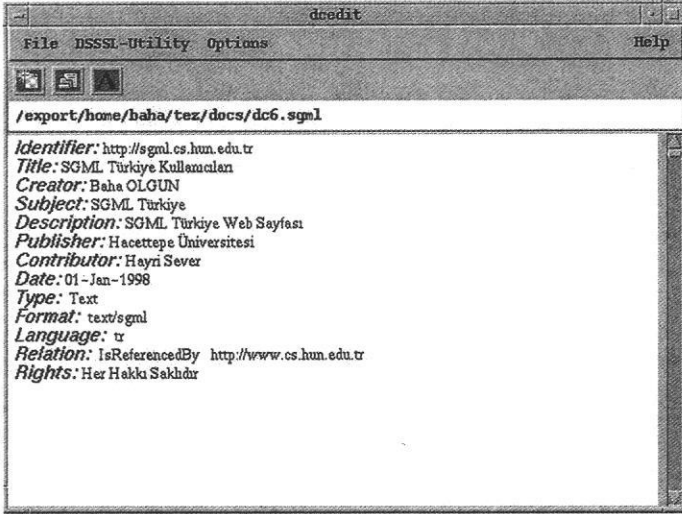 dcedit
File DSSSL-Utility Options Help
A
/export/home/baha/tez/docs/dc6.sgml
Identifier: http://sgml.cs.hun.edu.tr
Title: SGML Türkiye Kullanıcıları
Creator: Baha OLGUN
Subject: SGML Türkiye
Description: SGML Türkiye Web Sayfası
Publisher: Hacettepe Üniversitesi
Contributor: Hayri Sever
Date: 01-Jan-1998
Type: Text
Format: text/sgml
Language: tr
Relation: IsReferencedBy http://www.cs.hun.edu.tr
Rights: Her Hakkı Saklıdır